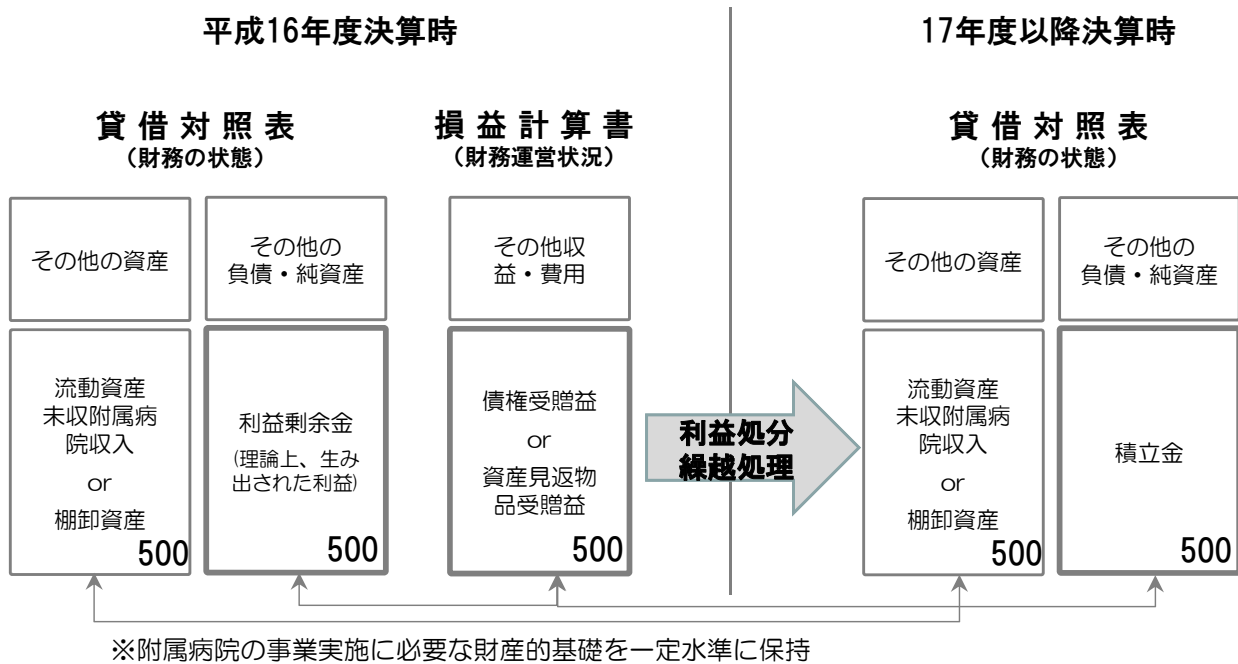 平成16年度決算時
17年度以降決算時
貸借対照表
（財務の状態）
損益計算書
（財務運営状況）
貸借対照表
（財務の状態）
その他の資産
その他の
負債・純資産
その他収
益・費用
その他の資産
その他の
負債・純資産
流動資産
未収附属病
院収入
or
棚卸資産
500
利益剰余金
（理論上、生み
出された利益）
500
債権受贈益
or
資産見返物
品受贈益
500
利益処分
繰越処理
流動資産
未収附属病
院収入
or
棚卸資産
500
積立金
500
※附属病院の事業実施に必要な財産的基礎を一定水準に保持